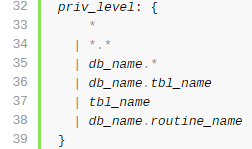 32 priv_level: {
33 *
34 | *.*
35 | db_name.*
36 | db_name.tbl_name
37 | tbl_name
38 | db_name.routine_name
39 }